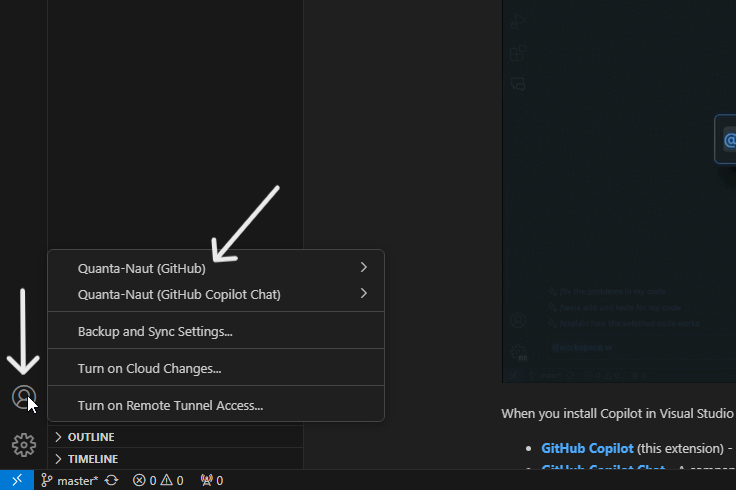 @
Quanta-Naut (GitHub)
Quanta-Naut (GitHub Copilot Chat)
Backup and Sync Settings...
Turn on Cloud Changes...
Turn on Remote Tunnel Access...
When you install Copilot in Visual Studio
OUTLINE
GitHub Copilot (this extension) -
TIMELINE
GitHub Copilot Chat - A
master* 0 0 0